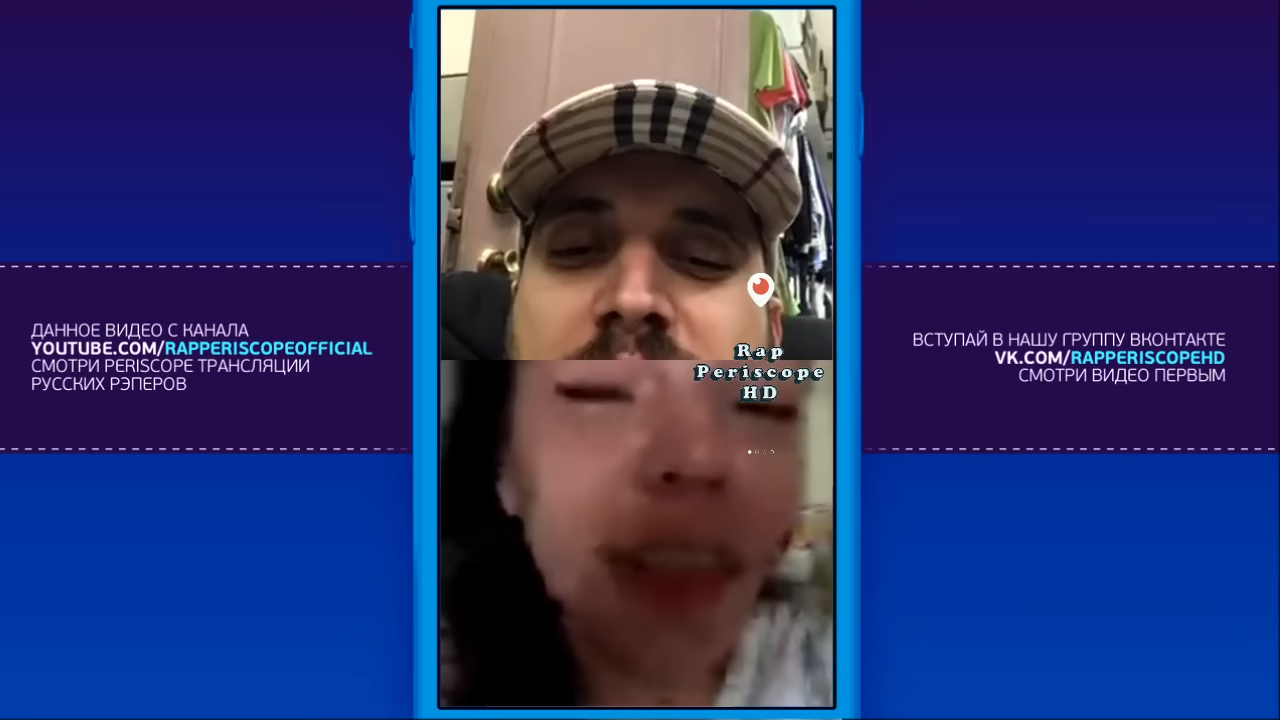 ДАННОЕ ВИДЕО С КАНАЛА
YOUTUBE.COM/RAPPERISCOPEOFFICIAL
СМОТРИ PERISCOPE ТРАНСЛЯЦИИ
РУССКИХ РЭПЕРОВ
Rap
Periscope
HD
ВСТУПАЙ В НАШУ ГРУППУ ВКОНТАКТЕ
VK.COM/RAPPERISCOPEHD
СМОТРИ ВИДЕО ПЕРВЫМ